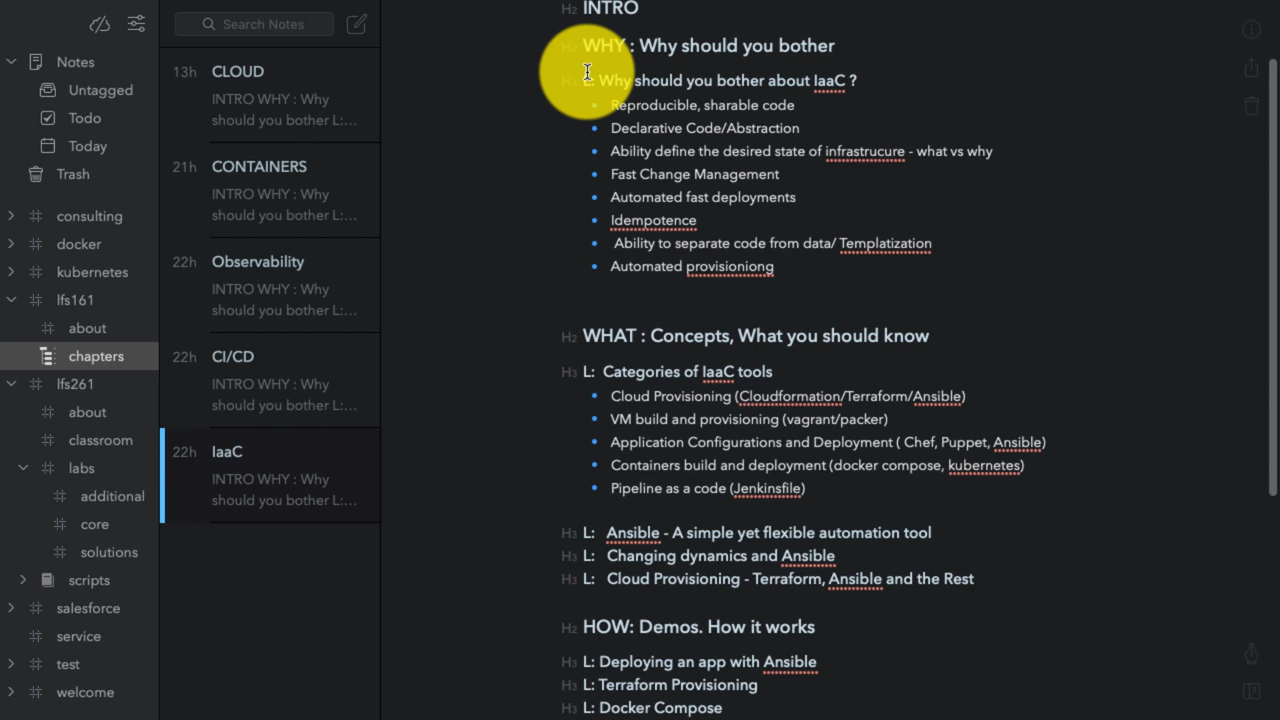 Search Notes
Notes
Untagged
Todo
Today
Trash
consulting
docker
kubernetes
lfs161
about
chapters
lfs261
about
classroom
labs
additional
core
solutions
scripts
salesforce
service
test
welcome
13h CLOUD
INTRO WHY : Why
should you bother L:...
21h CONTAINERS
INTRO WHY : Why
should you bother L:...
22h Observability
INTRO WHY : Why
should you bother L:...
22h CI/CD
INTRO WHY : Why
should you bother L:...
22h IaaC
INTRO WHY : Why
should you bother L:...
H2 INTRO
H2 WHY : Why should you bother
H3 L: Why should you bother about IaaC ?
Reproducible, sharable code
Declarative Code/Abstraction
Ability define the desired state of infrastrucure - what vs why
Fast Change Management
Automated fast deployments
Idempotence
Ability to separate code from data/ Templatization
Automated provisioniong
H2 WHAT : Concepts, What you should know
H3 L: Categories of IaaC tools
Cloud Provisioning (Cloudformation/Terraform/Ansible)
VM build and provisioning (vagrant/packer)
Application Configurations and Deployment ( Chef, Puppet, Ansible)
Containers build and deployment (docker compose, kubernetes)
Pipeline as a code (Jenkinsfile)
H3 L: Ansible - A simple yet flexible automation tool
H3 L: Changing dynamics and Ansible
H3 L: Cloud Provisioning - Terraform, Ansible and the Rest
H2 HOW: Demos. How it works
H3 L: Deploying an app with Ansible
H3 L: Terraform Provisioning
H3 L: Docker Compose